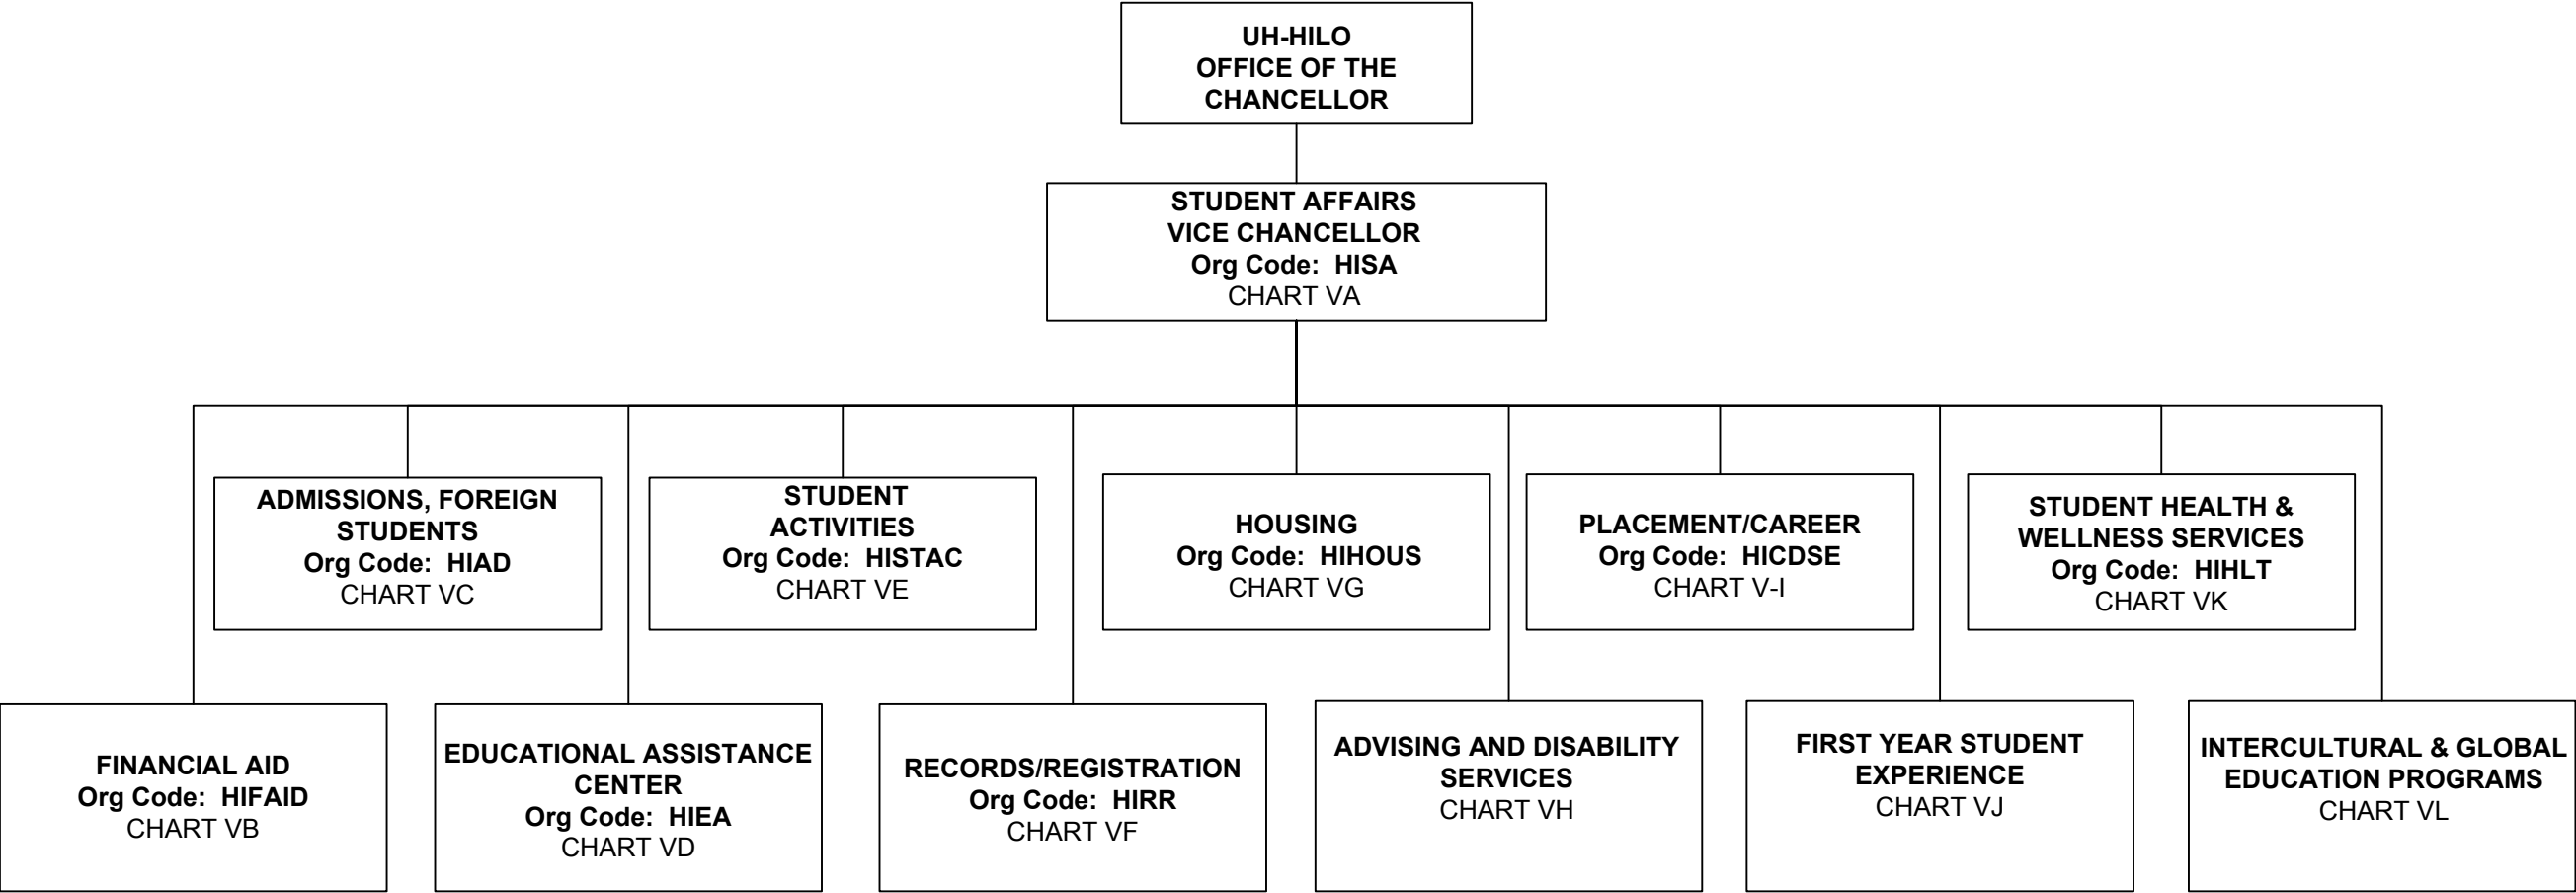 UH-HILO
OFFICE OF THE
CHANCELLOR
STUDENT AFFAIRS
VICE CHANCELLOR
Org Code:  HISA
CHART VA
ADMISSIONS, FOREIGN
STUDENTS
Org Code:  HIAD
CHART VC
STUDENT
ACTIVITIES
Org Code:  HISTAC
CHART VE
HOUSING
Org Code:  HIHOUS
CHART VG
PLACEMENT/CAREER
Org Code:  HICDSE
CHART V-I
STUDENT HEALTH &
WELLNESS SERVICES
Org Code:  HIHLT
CHART VK
FINANCIAL AID
Org Code:  HIFAID
CHART VB
EDUCATIONAL ASSISTANCE
CENTER
Org Code:  HIEA
CHART VD
RECORDS/REGISTRATION
Org Code:  HIRR
CHART VF
ADVISING AND DISABILITY
SERVICES
CHART VH
FIRST YEAR STUDENT
EXPERIENCE
CHART VJ
INTERCULTURAL & GLOBAL
EDUCATION PROGRAMS
CHART VL